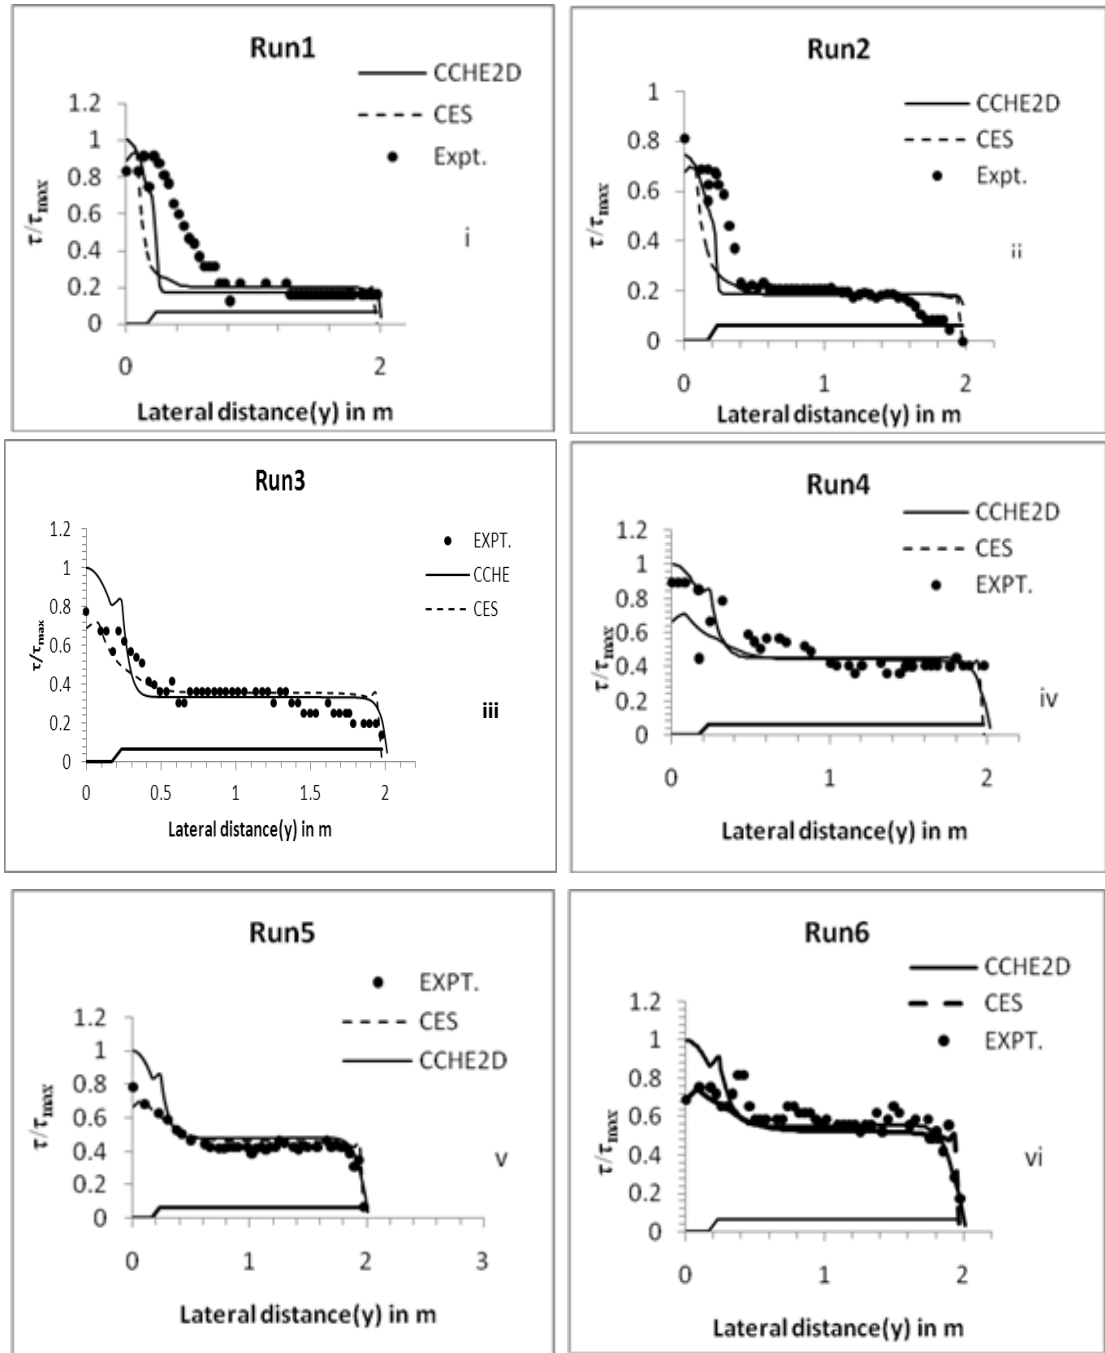 Run1
CCHE2D
CES
Expt.
1.2
1
0.8
0.6
0.4
0.2
0
τ/τmax
i
0
2
Lateral distance(y) in m
Run2
CCHE2D
CES
Expt.
1
0.8
0.6
0.4
0.2
0
τ/τmax
ii
0
1
2
Lateral distance(y) in m
Run3
EXPT.
CCHE
CES
1.2
1
0.8
0.6
0.4
0.2
0
τ/τmax
iii
0
0.5
1
1.5
2
Lateral distance(y) in m
Run4
CCHE2D
CES
EXPT.
1.2
1
0.8
0.6
0.4
0.2
0
τ/τmax
iv
0
1
2
Lateral distance(y) in m
Run5
EXPT.
CES
CCHE2D
1.2
1
0.8
0.6
0.4
0.2
0
τ/τmax
v
0
1
2
3
Lateral distance(y) in m
Run6
CCHE2D
CES
EXPT.
1.2
1
0.8
0.6
0.4
0.2
0
τ/τmax
vi
0
1
2
Lateral distance(y) in m